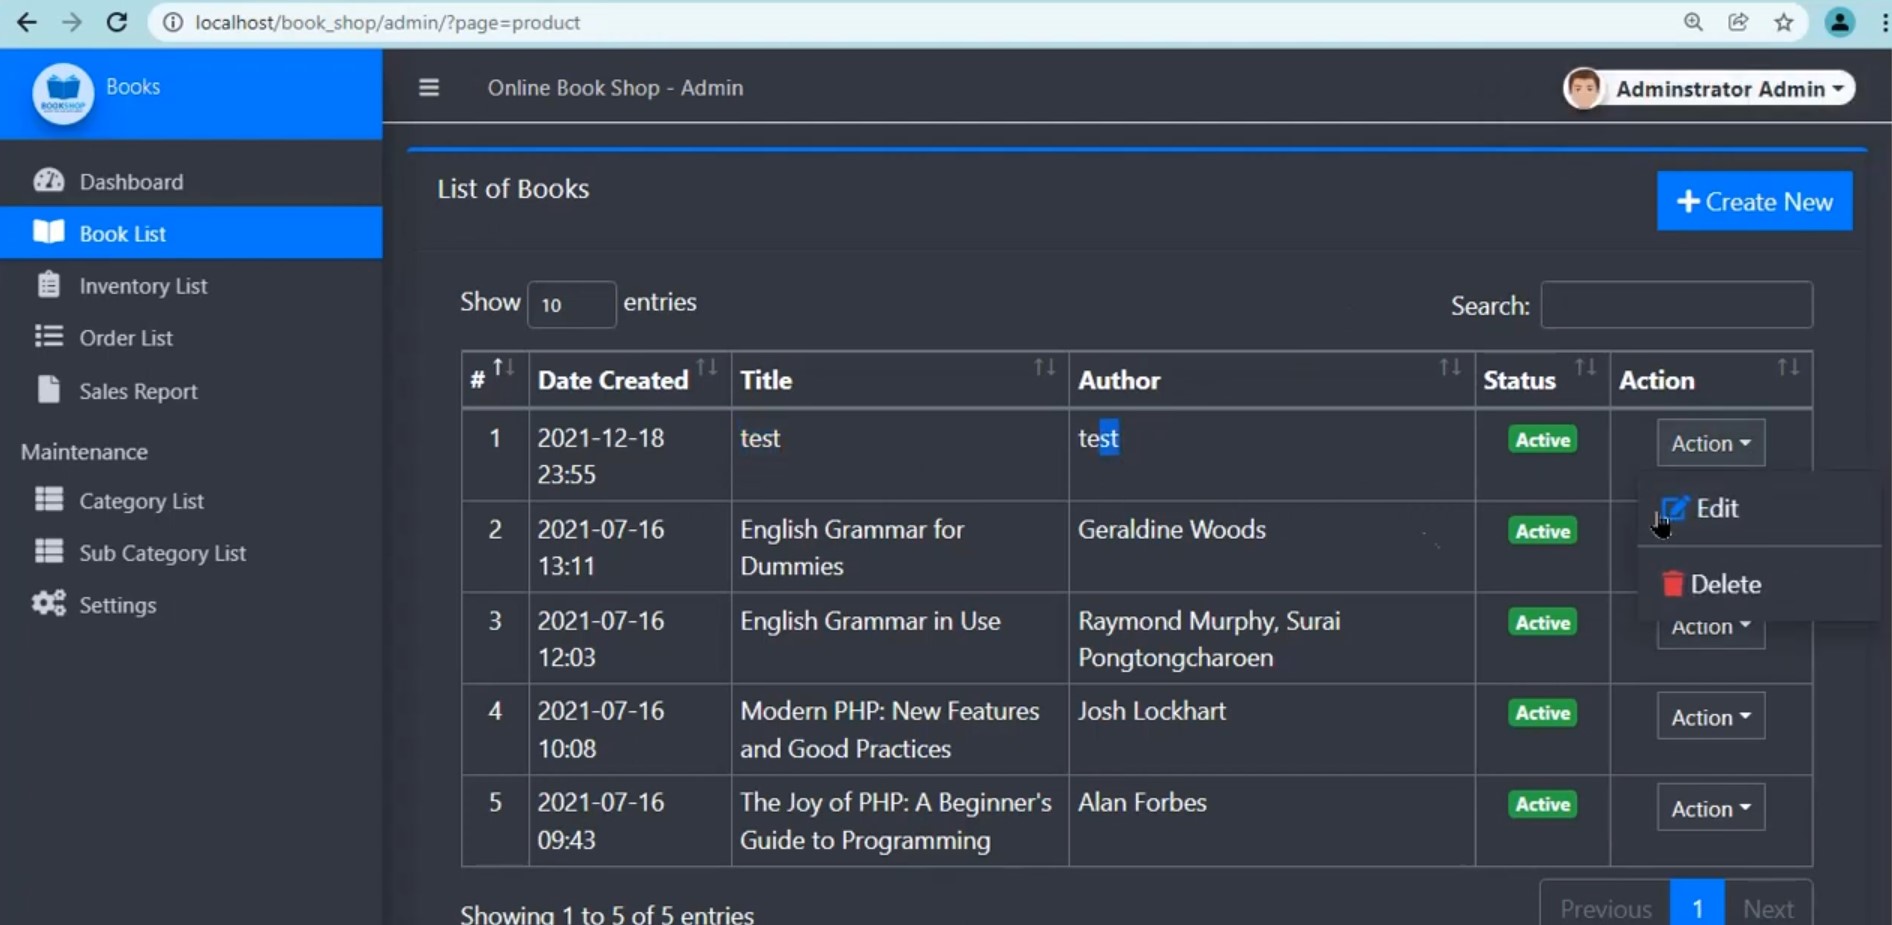 localhost/book_shop/admin/?page=product
BOOKSHOP
Books
Online Book Shop - Admin
Adminstrator Admin
Dashboard
Book List
Inventory List
Order List
Sales Report
Maintenance
Category List
Sub Category List
Settings
List of Books
Create New
Show 10 entries
Search:
# Date Created Title Author Status Action
1 2021-12-18 test test Active Action
23:55
Edit
2 2021-07-16 English Grammar for Geraldine Woods Active
13:11 Dummies
Delete
3 2021-07-16 English Grammar in Use Raymond Murphy, Surai Active Action
12:03 Pongtongcharoen
4 2021-07-16 Modern PHP: New Features Josh Lockhart Active Action
10:08 and Good Practices
5 2021-07-16 The Joy of PHP: A Beginner's Alan Forbes Active Action
09:43 Guide to Programming
Showing 1 to 5 of 5 entries
Previous 1 Next